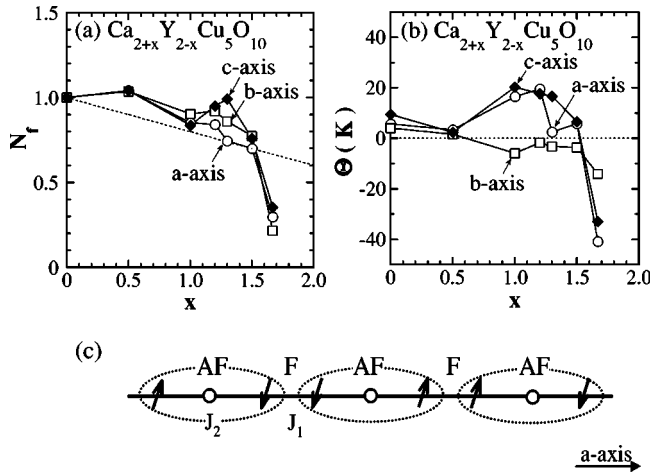 (a) Ca2+xY2-xCu5O10
Nf
1.5
1.0
0.5
0
c-axis
b-axis
a-axis
0 0.5 1.0 1.5 2.0
x
(b) Ca2+xY2-xCu5O10
Θ (K)
40
20
0
-20
-40
c-axis
a-axis
b-axis
0 0.5 1.0 1.5 2.0
x
(c)
AF F AF F AF
J2 J1
a-axis